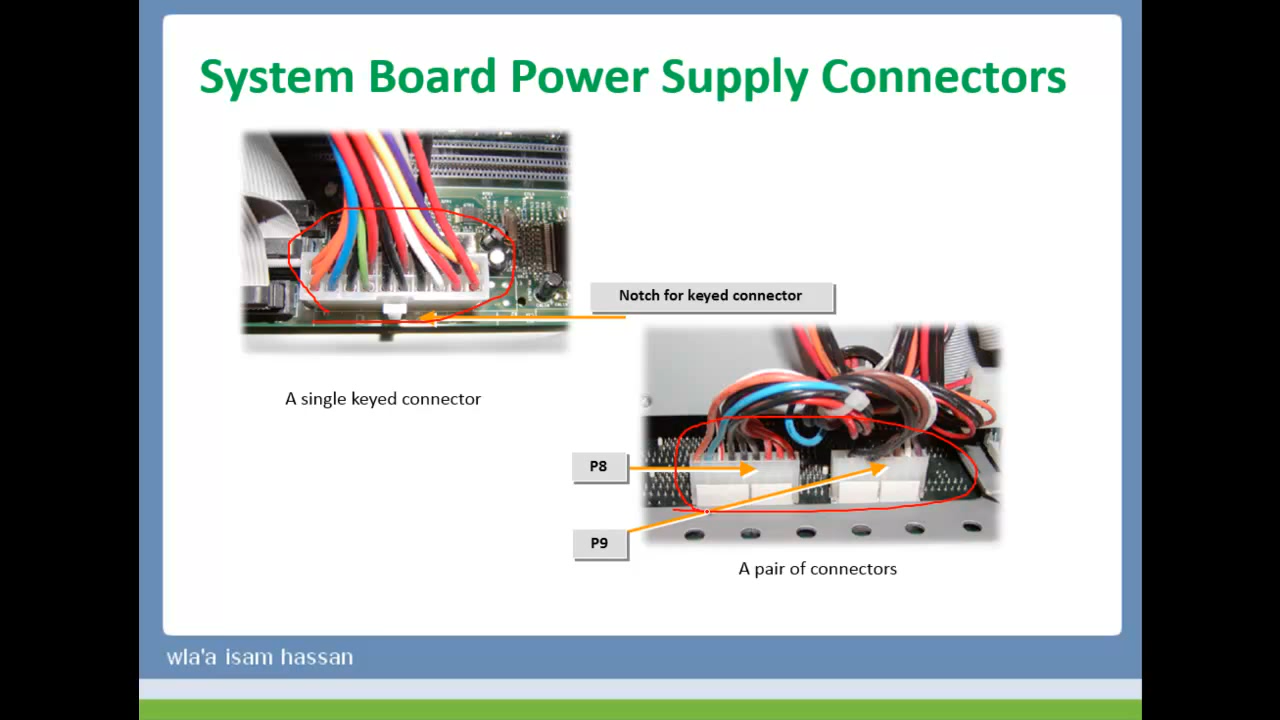 System Board Power Supply Connectors
Notch for keyed connector
A single keyed connector
P8
P9
A pair of connectors
wla'a isam hassan